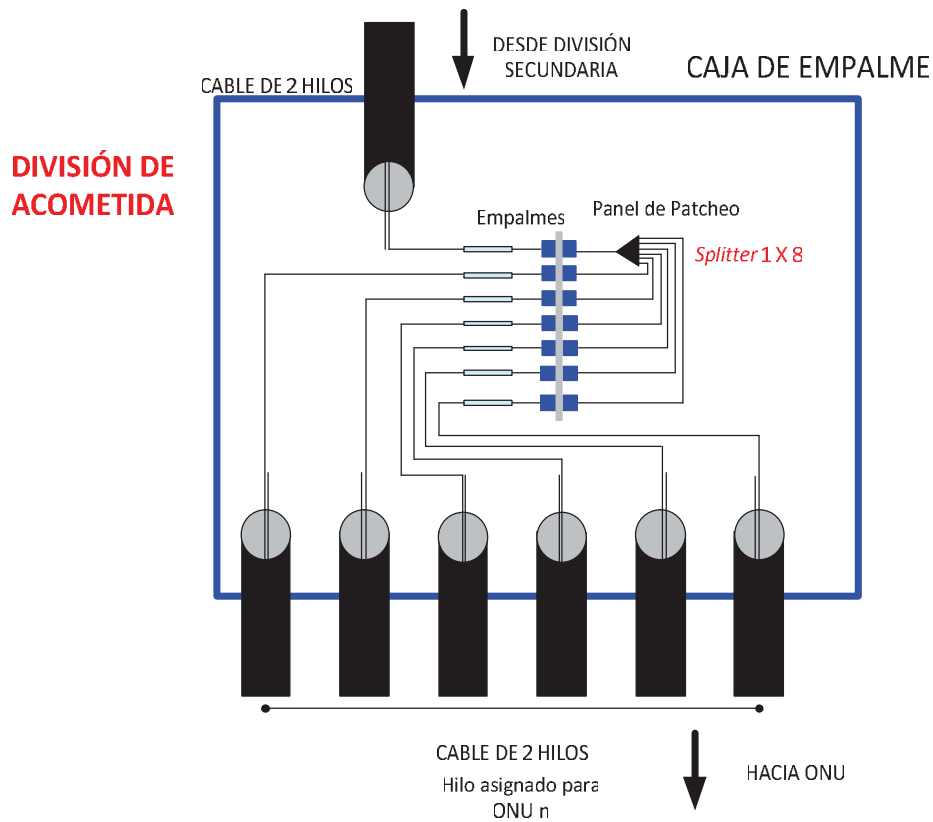 DESDE DIVISIÓN
SECUNDARIA
CAJA DE EMPALME
CABLE DE 2 HILOS
DIVISIÓN DE
ACOMETIDA
Empalmes
Panel de Patcheo
Splitter 1 X 8
CABLE DE 2 HILOS
Hilo asignado para
ONU n
HACIA ONU